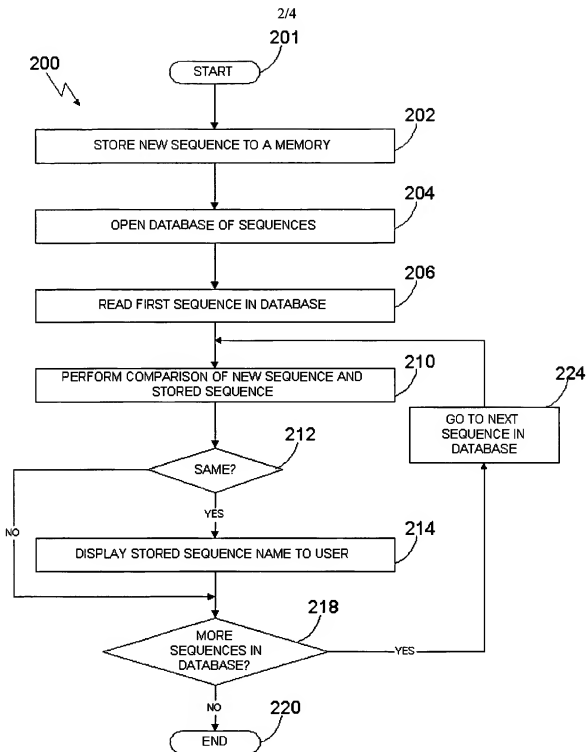 2/4
201
START
200
202
STORE NEW SEQUENCE TO A MEMORY
204
OPEN DATABASE OF SEQUENCES
206
READ FIRST SEQUENCE IN DATABASE
210
PERFORM COMPARISON OF NEW SEQUENCE AND
STORED SEQUENCE
224
GO TO NEXT
SEQUENCE IN
DATABASE
212
SAME?
NO
YES
214
DISPLAY STORED SEQUENCE NAME TO USER
218
MORE
SEQUENCES IN
DATABASE?
YES
NO
220
END